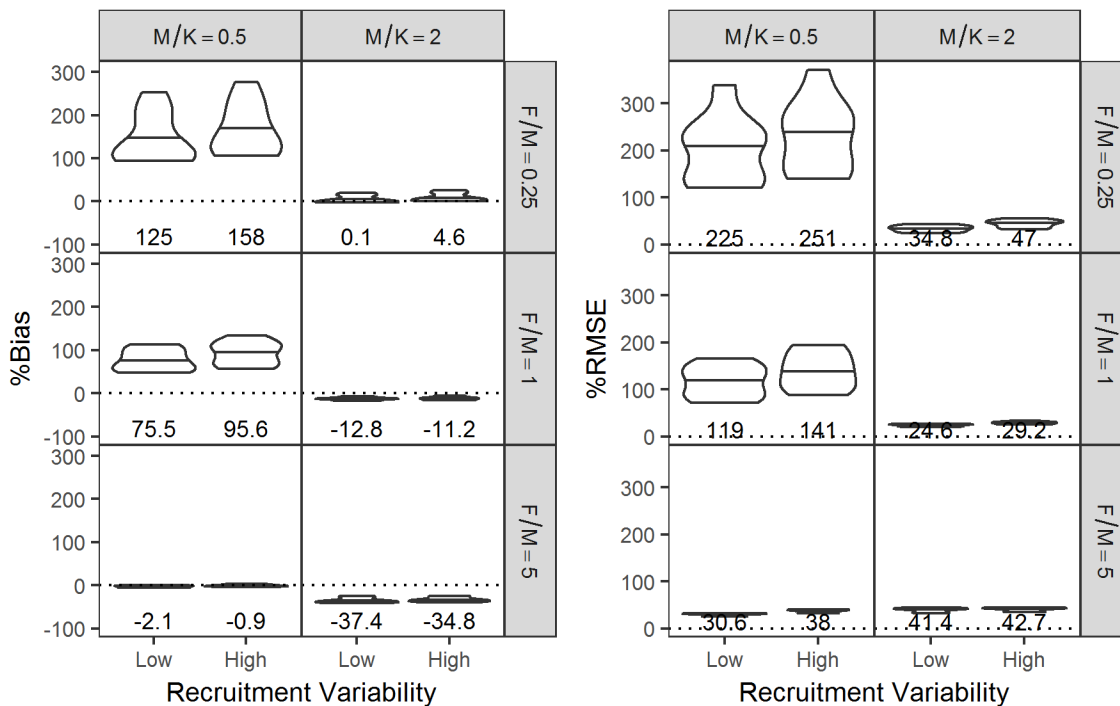 M/K = 0.5 M/K = 2
300
200
100
0
-100
125 158 0.1 4.6
F/M = 0.25
300
200
100
0
-100
75.5 95.6 -12.8 -11.2
F/M = 1
300
200
100
0
-100
-2.1 -0.9 -37.4 -34.8
F/M = 5
%Bias
Low High Low High
Recruitment Variability
M/K = 0.5 M/K = 2
300
200
100
0
225 251 34.8 47
F/M = 0.25
300
200
100
0
119 141 24.6 29.2
F/M = 1
300
200
100
0
30.6 38 41.4 42.7
F/M = 5
%RMSE
Low High Low High
Recruitment Variability